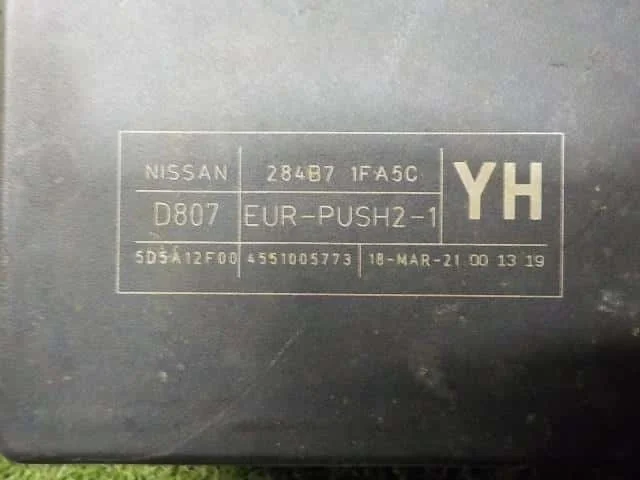 NISSAN 284B7 1FA5C YH
D807 EUR-PUSH2-1
5D5A12F00 4551005773 18-MAR-21 00 13 19